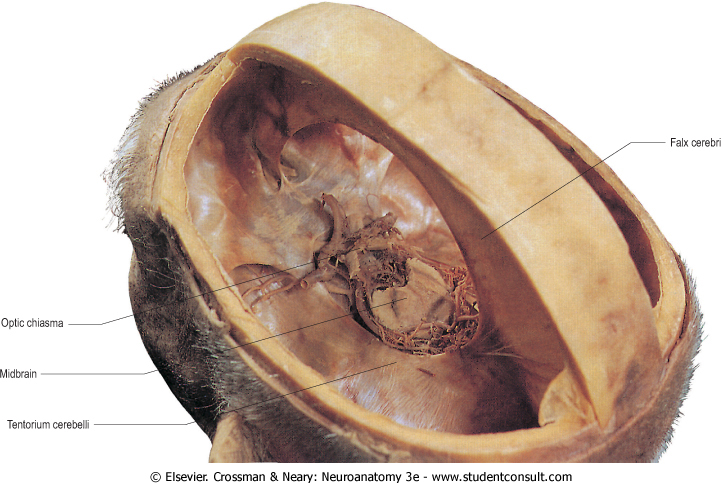 Falx cerebri
Optic chiasma
Midbrain
Tentorium cerebelli
© Elsevier. Crossman & Neary: Neuroanatomy 3e - www.studentconsult.com